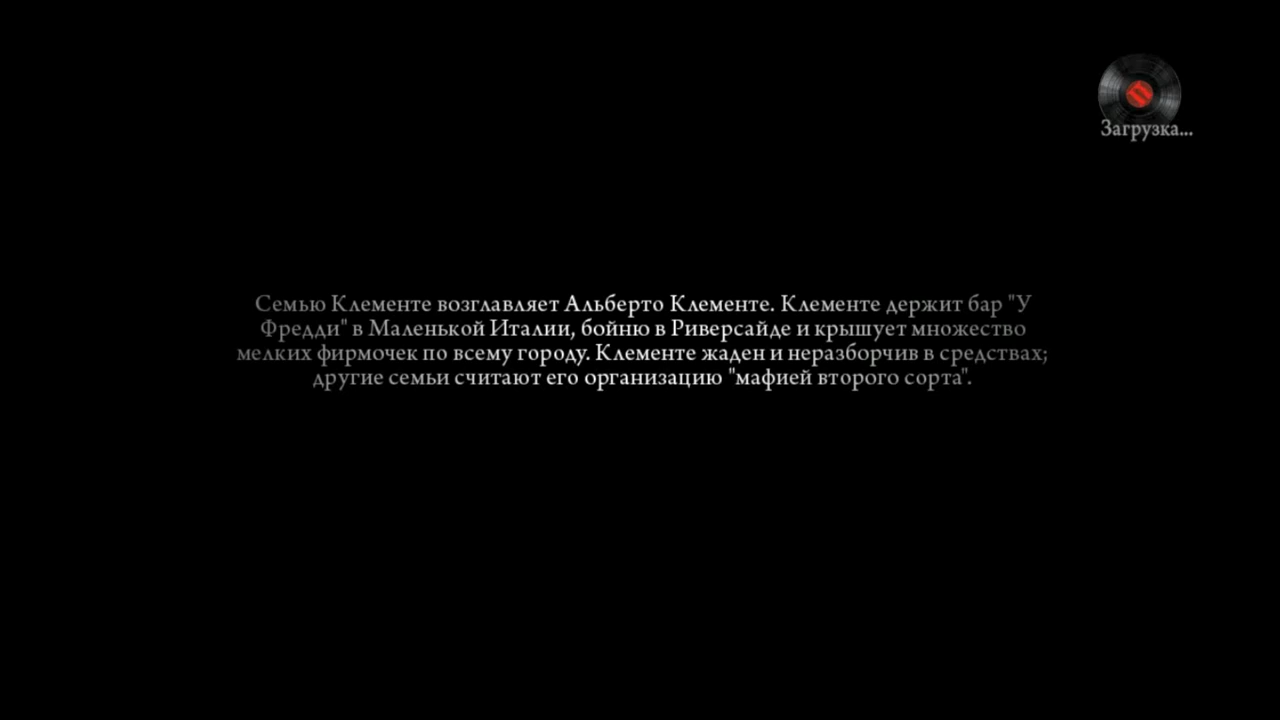 Загрузка...
Семью Клементе возглавляет Альберто Клементе. Клементе держит бар "У
Фредди" в Маленькой Италии, бойню в Риверсайде и крышует множество
мелких фирмочек по всему городу. Клементе жаден и неразборчив в средствах;
другие семьи считают его организацию "мафией второго сорта".